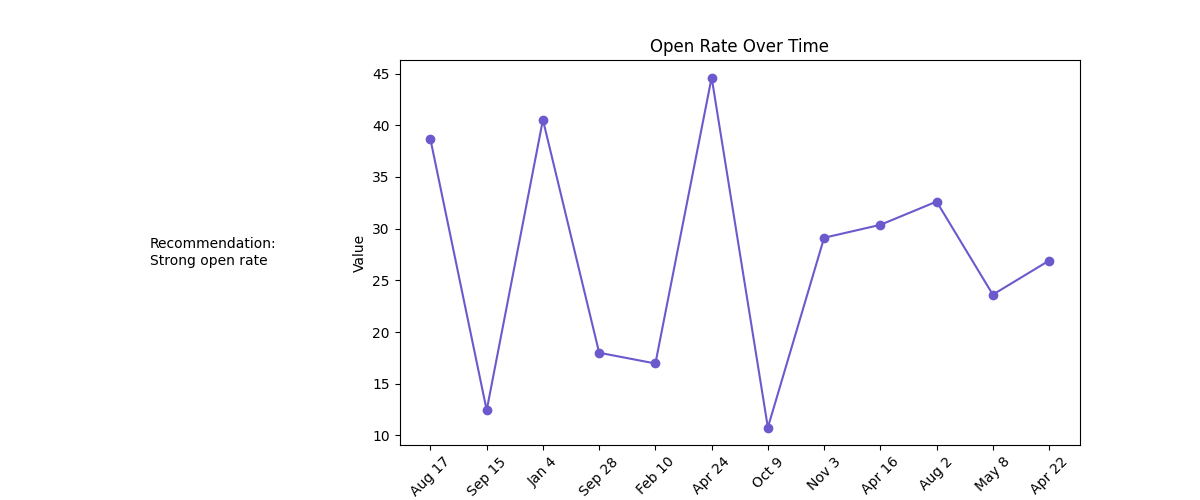 Open Rate Over Time
Recommendation:
Strong open rate
Value
45
40
35
30
25
20
15
10
Aug 17
Sep 15
Jan 4
Sep 28
Feb 10
Apr 24
Oct 9
Nov 3
Apr 16
Aug 2
May 8
Apr 22